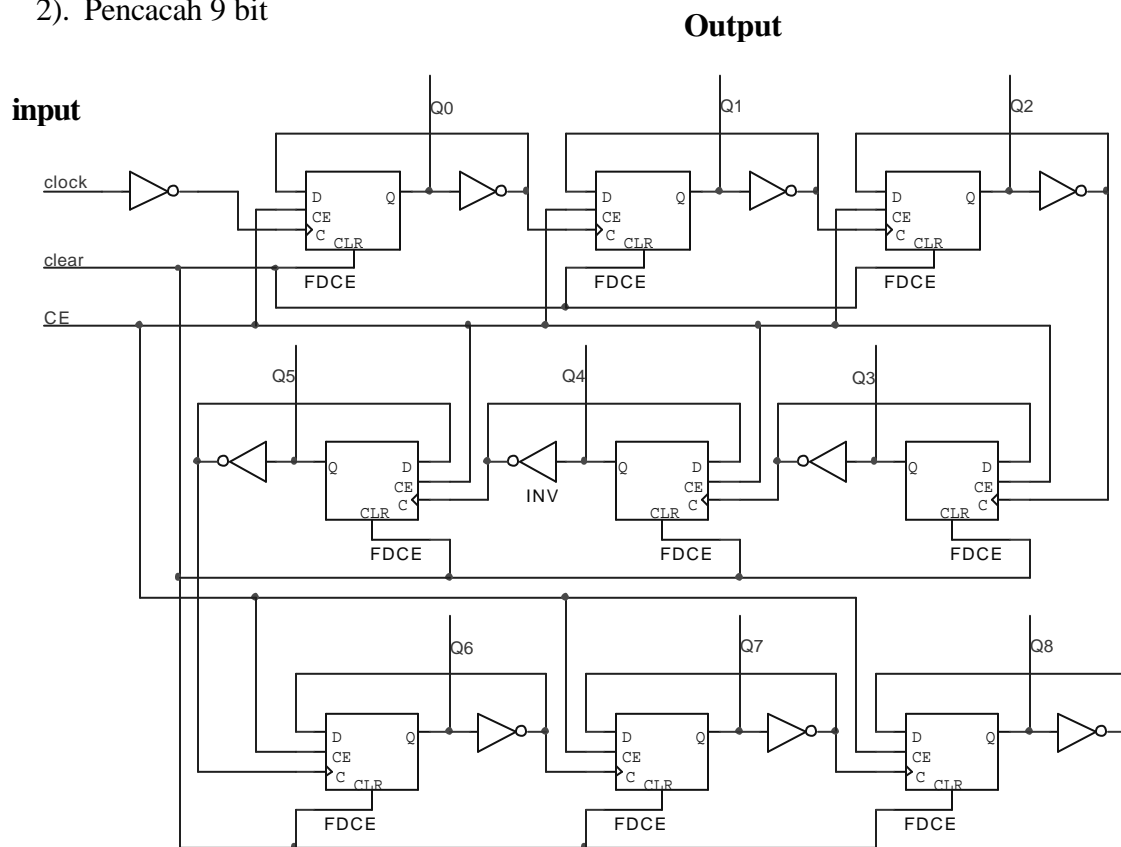 2). Pencacah 9 bit
Output
input
Q0
Q1
Q2
clock
D
Q
CE
C
CLR
FDCE
D
Q
CE
C
CLR
FDCE
D
Q
CE
C
CLR
FDCE
clear
CE
Q5
Q4
Q3
Q
D
CE
C
CLR
FDCE
INV
Q
D
CE
C
CLR
FDCE
Q
D
CE
C
CLR
FDCE
Q6
Q7
Q8
D
Q
CE
C
CLR
FDCE
D
Q
CE
C
CLR
FDCE
D
Q
CE
C
CLR
FDCE